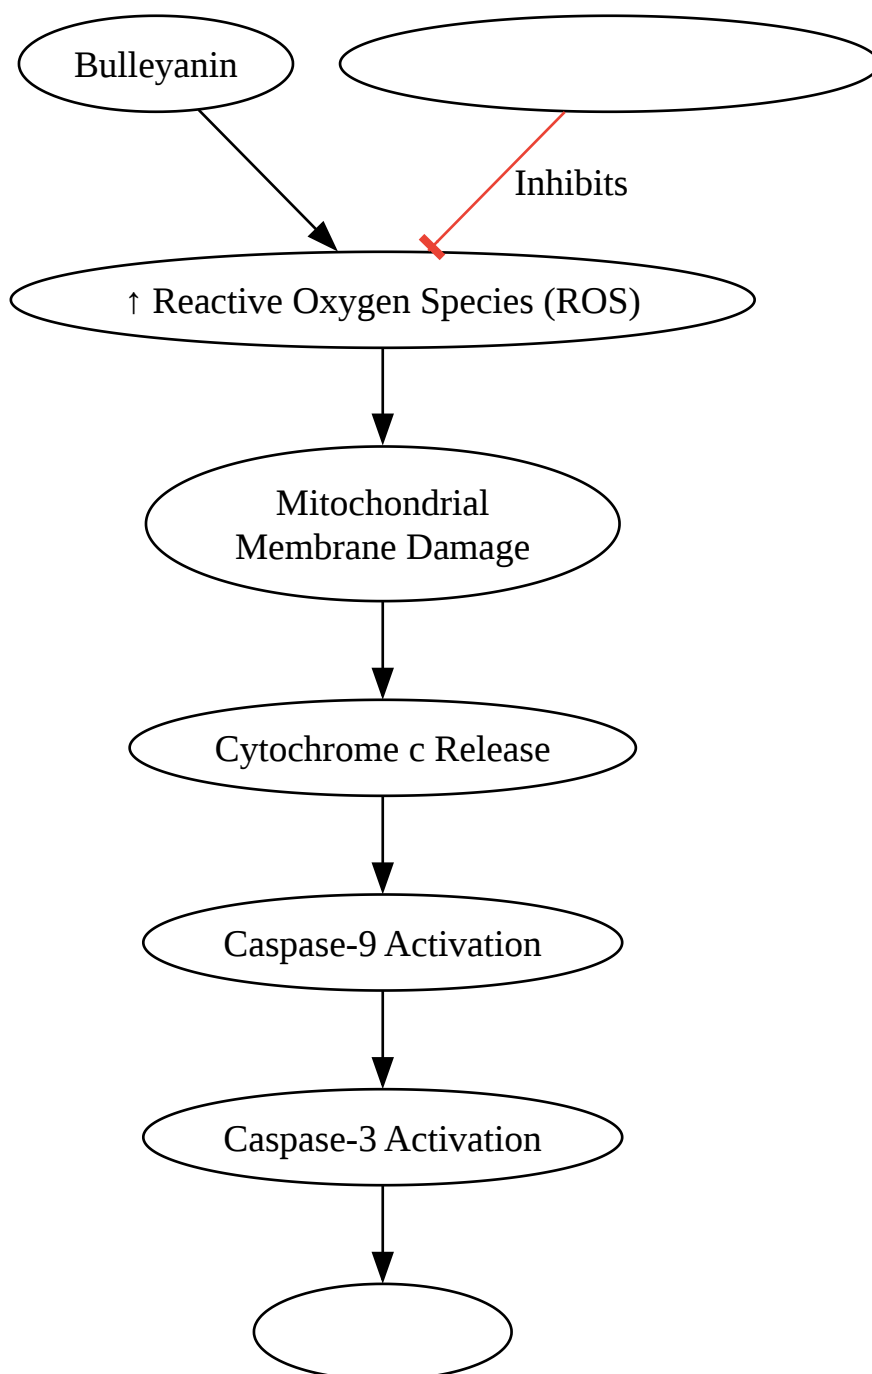 Bulleyanin
Inhibits
↑ Reactive Oxygen Species (ROS)
Mitochondrial
Membrane Damage
Cytochrome c Release
Caspase-9 Activation
Caspase-3 Activation